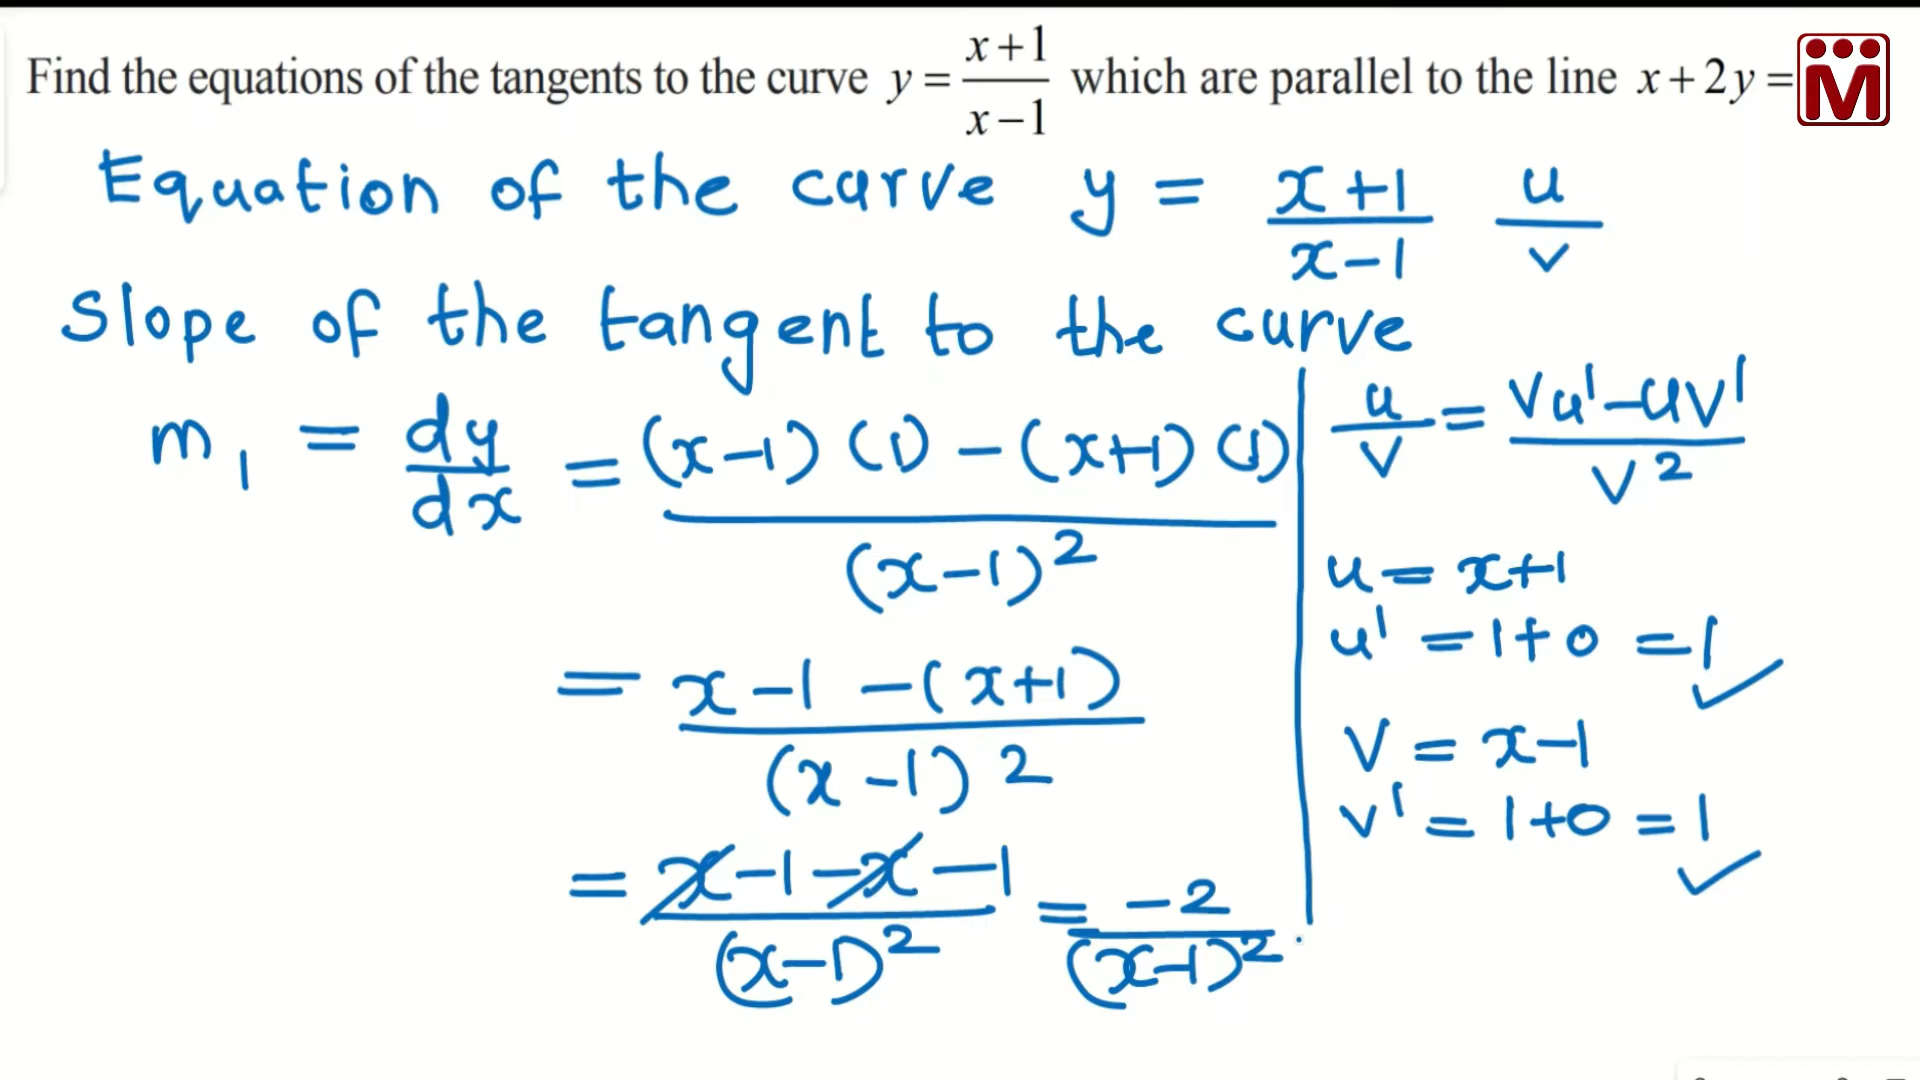 Find the equations of the tangents to the curve y = (x+1)/(x−1) which are parallel to the line x + 2y =
M
Equation of the curve y = (x+1)/(x−1) u/v
Slope of the tangent to the curve
m₁ = dy/dx = ((x−1)(1) − (x+1)(1))/(x−1)²
= (x−1 −(x+1))/(x−1)²
= (x−1−x−1)/(x−1)² = −2/(x−1)²
u/v = (vu' − uv')/v²
u = x+1
u' = 1+0 = 1 ✓
v = x−1
v' = 1+0 = 1 ✓